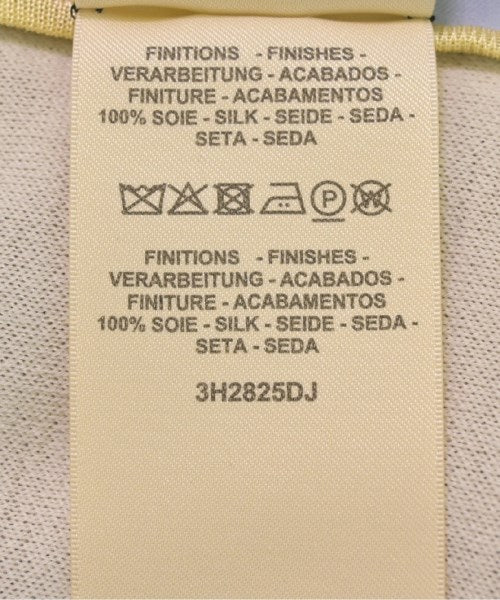 FINITIONS - FINISHES -
VERARBEITUNG - ACABADOS -
FINITURE - ACABAMENTOS
100% SOIE - SILK - SEIDE - SEDA -
SETA - SEDA
P W
FINITIONS - FINISHES -
VERARBEITUNG - ACABADOS -
FINITURE - ACABAMENTOS
100% SOIE - SILK - SEIDE - SEDA -
SETA - SEDA
3H2825DJ